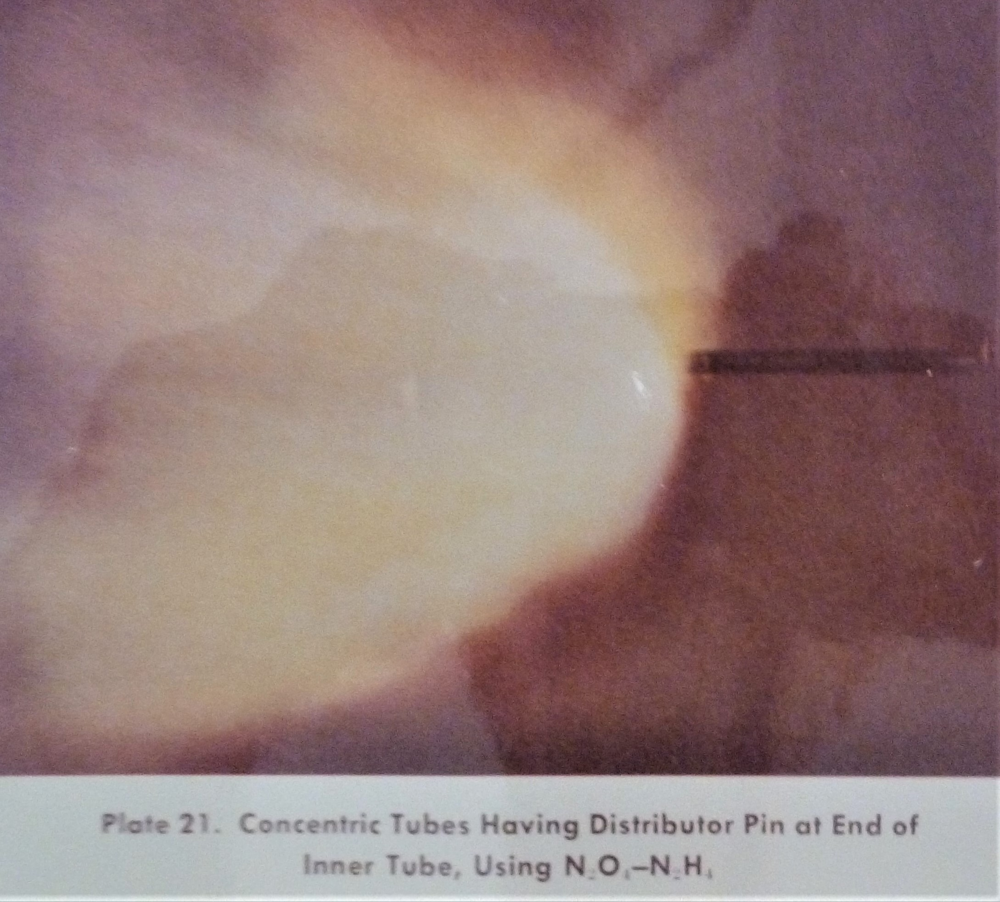 Plate 21. Concentric Tubes Having Distributor Pin at End of
Inner Tube, Using N₂O₄–N₂H₄